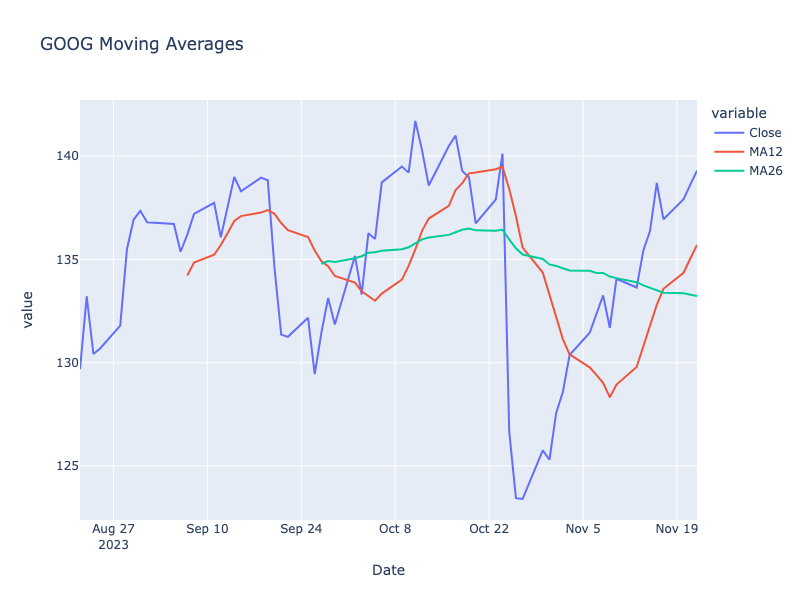 GOOG Moving Averages
variable
Close
MA12
MA26
value
140
135
130
125
Aug 27
2023
Sep 10
Sep 24
Oct 8
Oct 22
Nov 5
Nov 19
Date